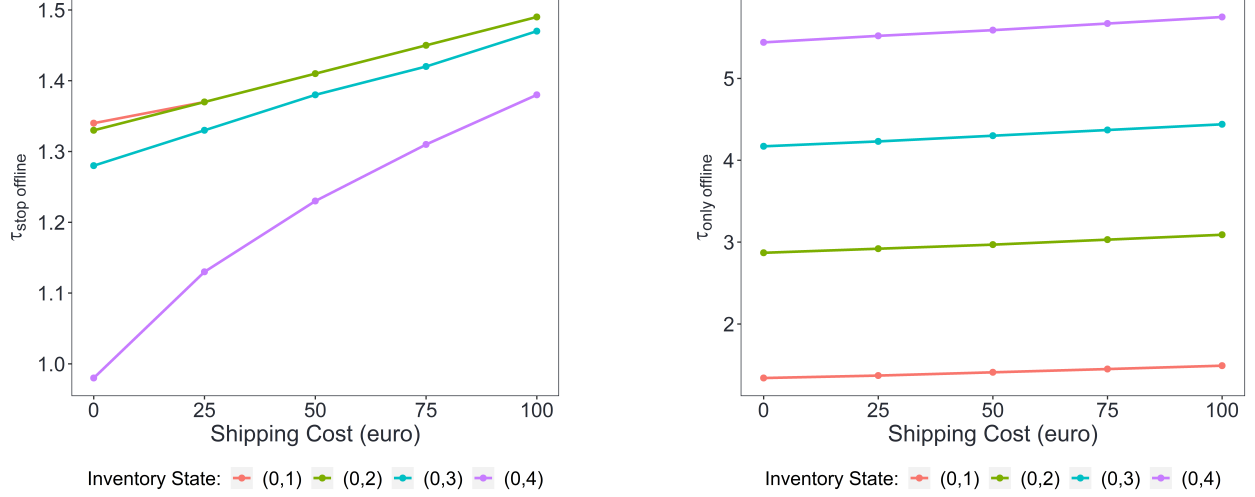 1.5
1.4
1.3
1.2
1.1
1.0
τstop offline
0 25 50 75 100
Shipping Cost (euro)
Inventory State: (0,1) (0,2) (0,3) (0,4)
5
4
3
2
τonly offline
0 25 50 75 100
Shipping Cost (euro)
Inventory State: (0,1) (0,2) (0,3) (0,4)